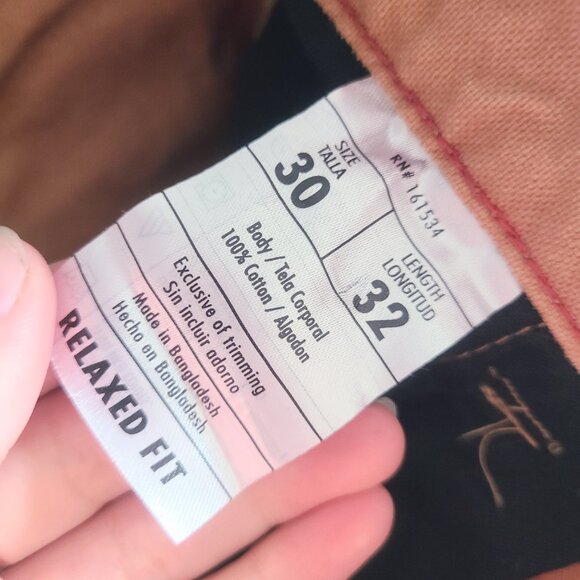 RN# 161534
SIZE
TALLA
30
LENGTH
LONGITUD
32
Body / Tela Corporal
100% Cotton / Algodon
Exclusive of trimming
Sin incluir adorno
Made in Bangladesh
Hecho en Bangladesh
RELAXED FIT